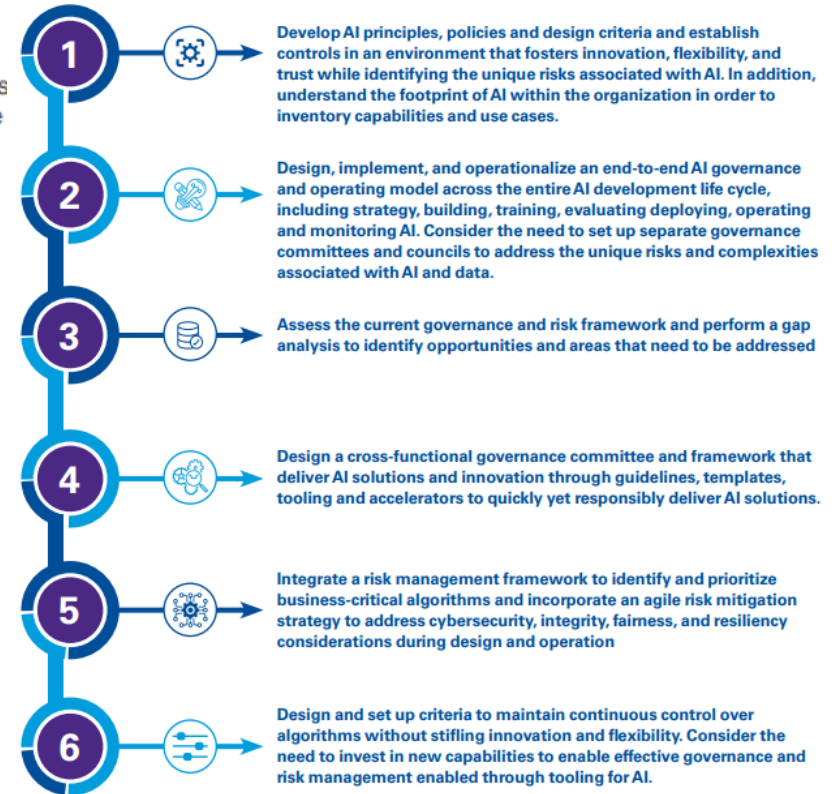 s
e
1
Develop AI principles, policies and design criteria and establish
controls in an environment that fosters innovation, flexibility, and
trust while identifying the unique risks associated with AI. In addition,
understand the footprint of AI within the organization in order to
inventory capabilities and use cases.
2
Design, implement, and operationalize an end-to-end AI governance
and operating model across the entire AI development life cycle,
including strategy, building, training, evaluating deploying, operating
and monitoring AI. Consider the need to set up separate governance
committees and councils to address the unique risks and complexities
associated with AI and data.
3
Assess the current governance and risk framework and perform a gap
analysis to identify opportunities and areas that need to be addressed
4
Design a cross-functional governance committee and framework that
deliver AI solutions and innovation through guidelines, templates,
tooling and accelerators to quickly yet responsibly deliver AI solutions.
5
Integrate a risk management framework to identify and prioritize
business-critical algorithms and incorporate an agile risk mitigation
strategy to address cybersecurity, integrity, fairness, and resiliency
considerations during design and operation
6
Design and set up criteria to maintain continuous control over
algorithms without stifling innovation and flexibility. Consider the
need to invest in new capabilities to enable effective governance and
risk management enabled through tooling for AI.